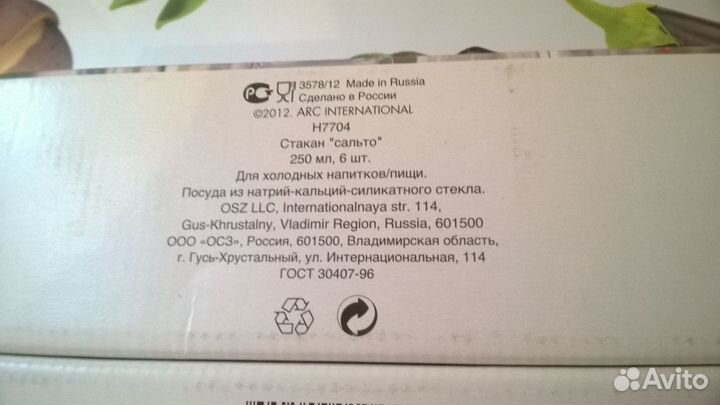 3578/12 Made in Russia
Сделано в России
©2012. ARC INTERNATIONAL
H7704
Стакан "сальто"
250 мл, 6 шт.
Для холодных напитков/пищи.
Посуда из натрий-кальций-силикатного стекла.
OSZ LLC, Internationalnaya str. 114,
Gus-Khrustalny, Vladimir Region, Russia, 601500
ООО «ОСЗ», Россия, 601500, Владимирская область,
г. Гусь-Хрустальный, ул. Интернациональная, 114
ГОСТ 30407-96
Avito